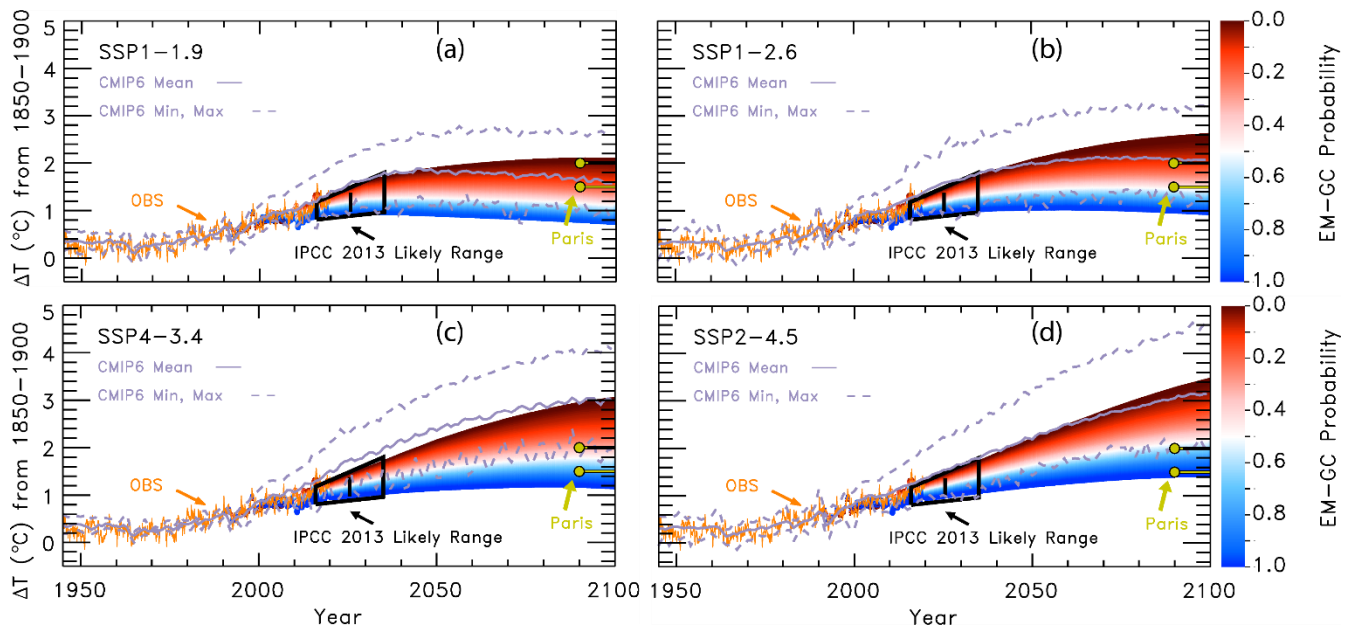 SSP1-1.9
(a)
CMIP6 Mean
CMIP6 Min, Max
OBS
Paris
IPCC 2013 Likely Range
ΔT (°C) from 1850-1900
5
4
3
2
1
0
SSP1-2.6
(b)
CMIP6 Mean
CMIP6 Min, Max
OBS
Paris
IPCC 2013 Likely Range
0.0
0.2
0.4
0.6
0.8
1.0
EM-GC Probability
SSP4-3.4
(c)
CMIP6 Mean
CMIP6 Min, Max
OBS
Paris
IPCC 2013 Likely Range
ΔT (°C) from 1850-1900
5
4
3
2
1
0
1950 2000 2050 2100
Year
SSP2-4.5
(d)
CMIP6 Mean
CMIP6 Min, Max
OBS
Paris
IPCC 2013 Likely Range
1950 2000 2050 2100
Year
0.0
0.2
0.4
0.6
0.8
1.0
EM-GC Probability